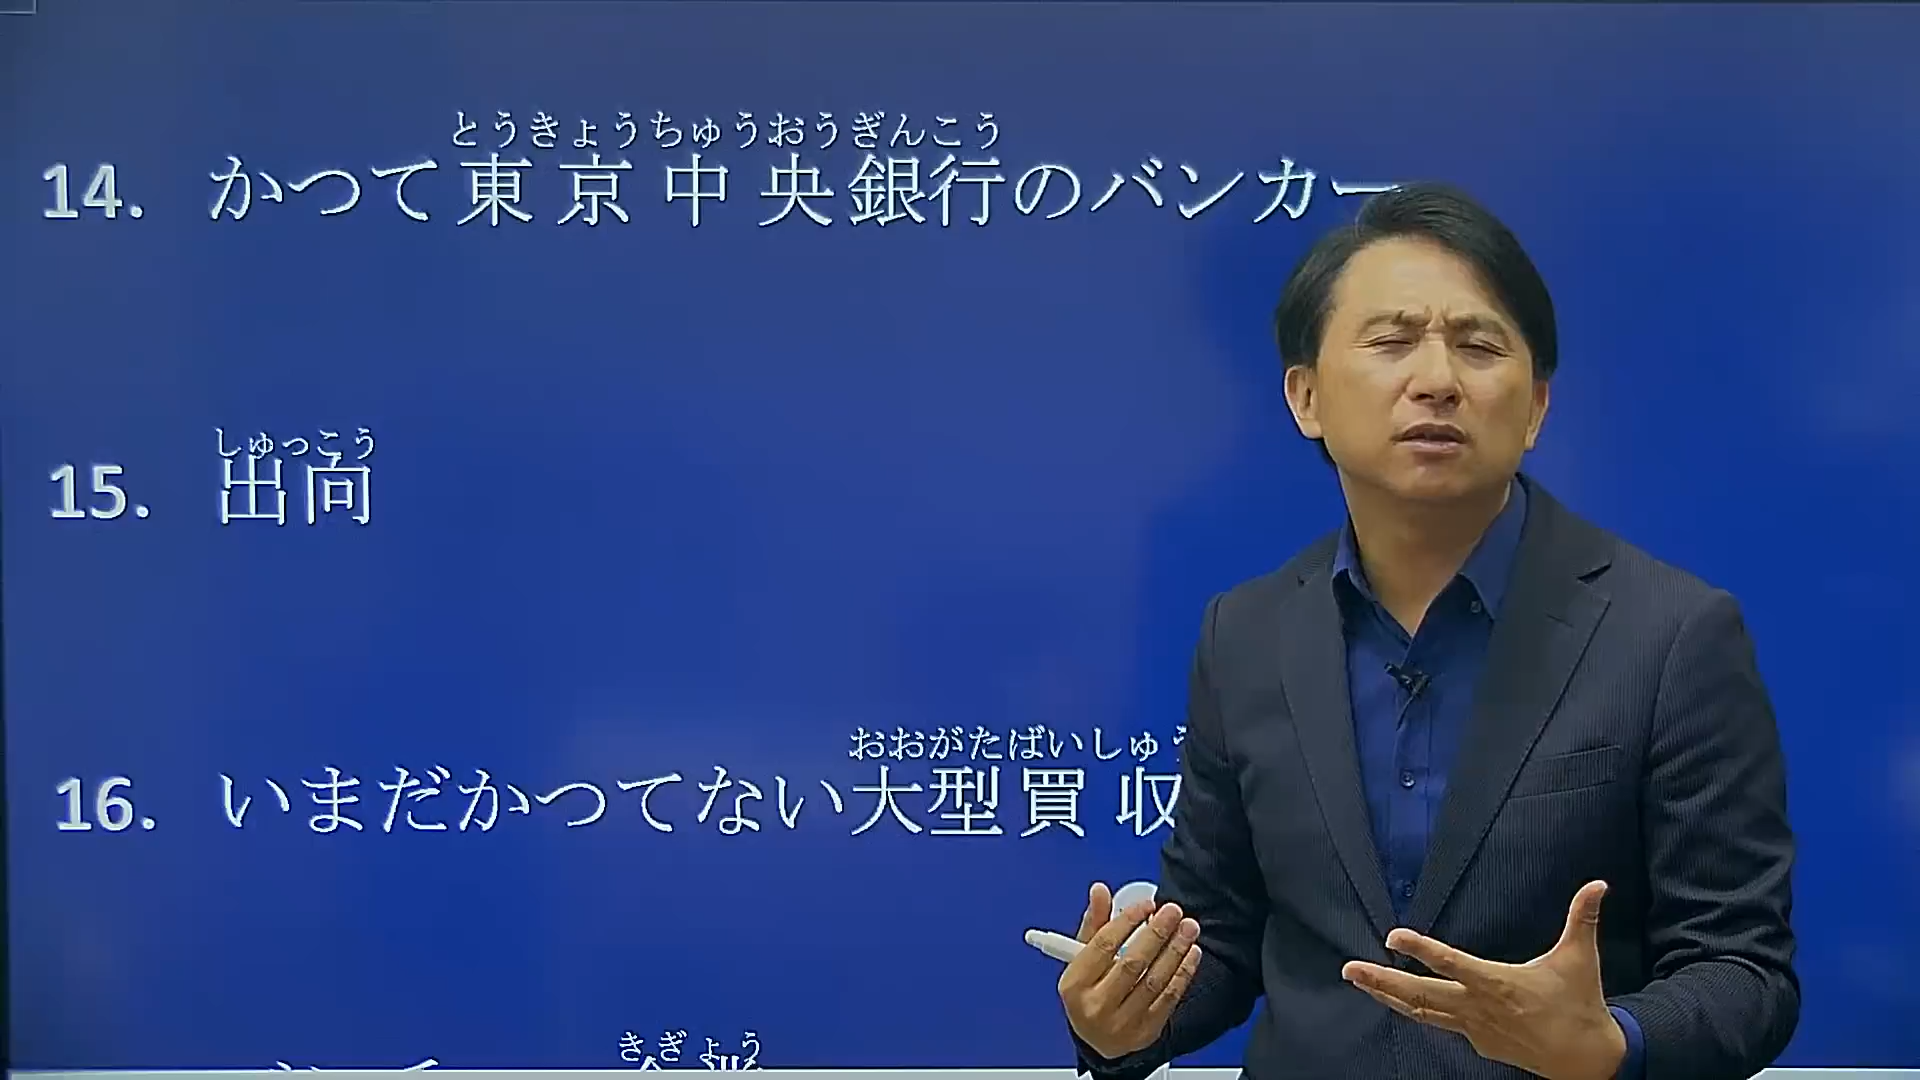 とうきょうちゅうおうぎんこう
14. かつて東京中央銀行のバンカー
しゅっこう
15. 出向
おおがたばいしゅう
16. いまだかつてない大型買収
きぎょう